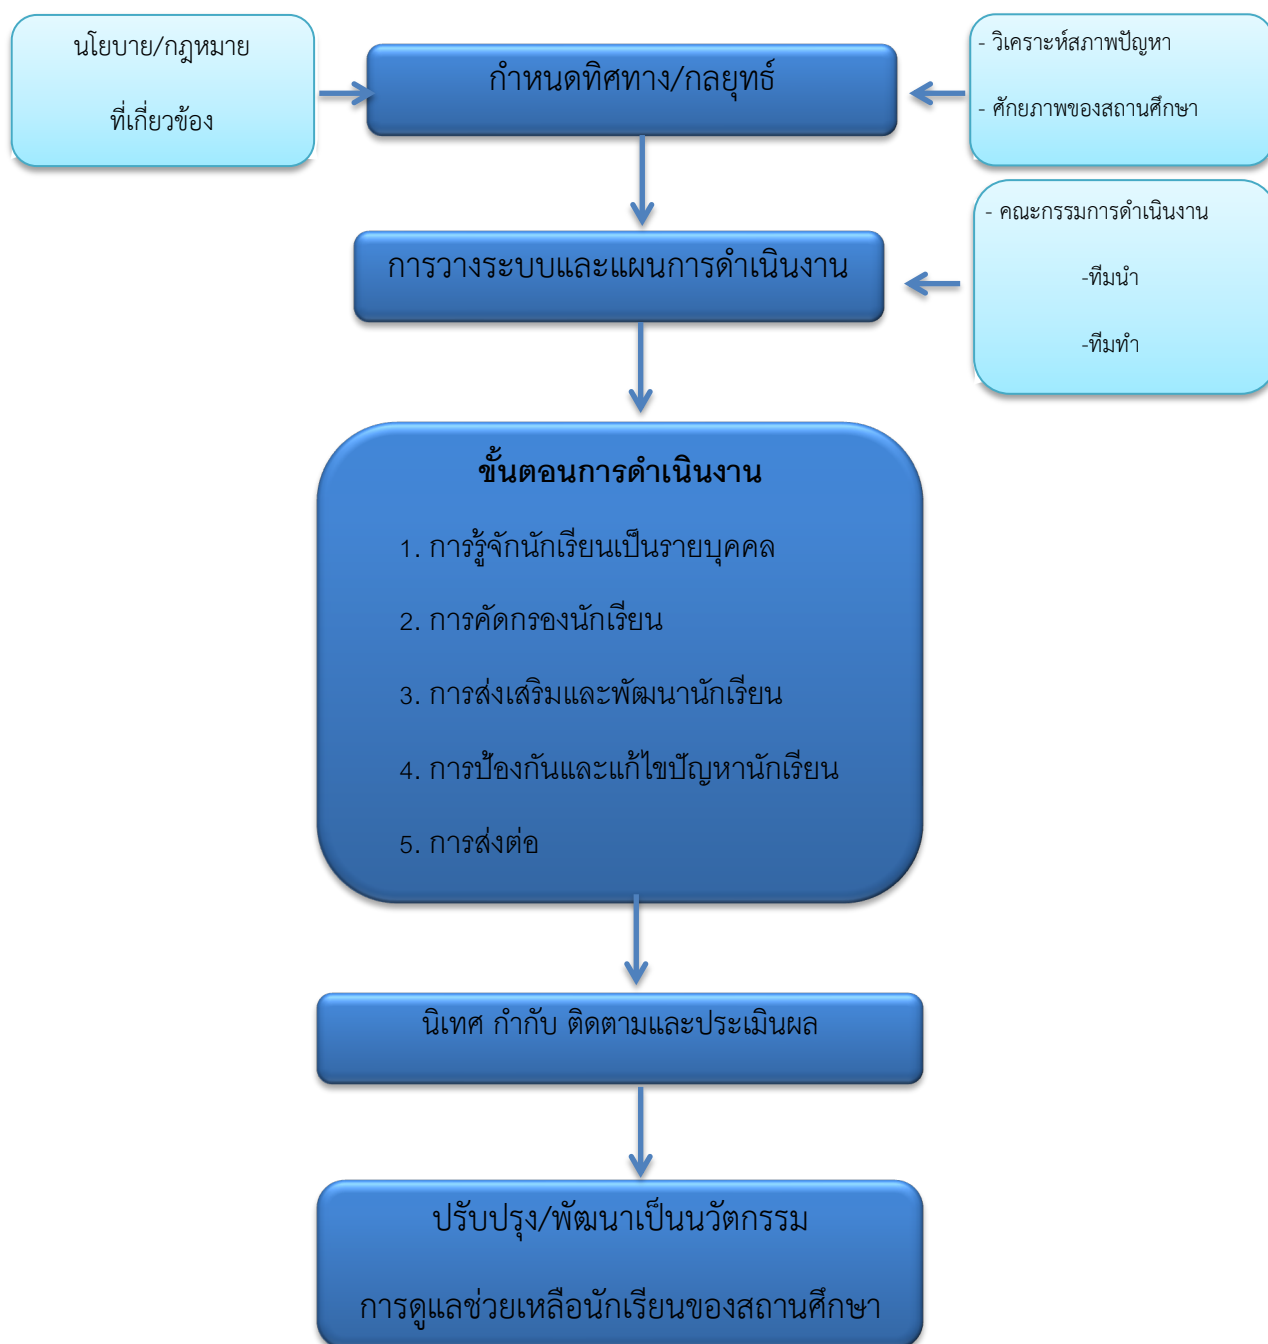 นโยบาย/กฎหมาย
ที่เกี่ยวข้อง
กำหนดทิศทาง/กลยุทธ์
- วิเคราะห์สภาพปัญหา
- ศักยภาพของสถานศึกษา
การวางระบบและแผนการดำเนินงาน
- คณะกรรมการดำเนินงาน
-ทีมนำ
-ทีมทำ
ขั้นตอนการดำเนินงาน
1. การรู้จักนักเรียนเป็นรายบุคคล
2. การคัดกรองนักเรียน
3. การส่งเสริมและพัฒนานักเรียน
4. การป้องกันและแก้ไขปัญหานักเรียน
5. การส่งต่อ
นิเทศ กำกับ ติดตามและประเมินผล
ปรับปรุง/พัฒนาเป็นนวัตกรรม
การดูแลช่วยเหลือนักเรียนของสถานศึกษา